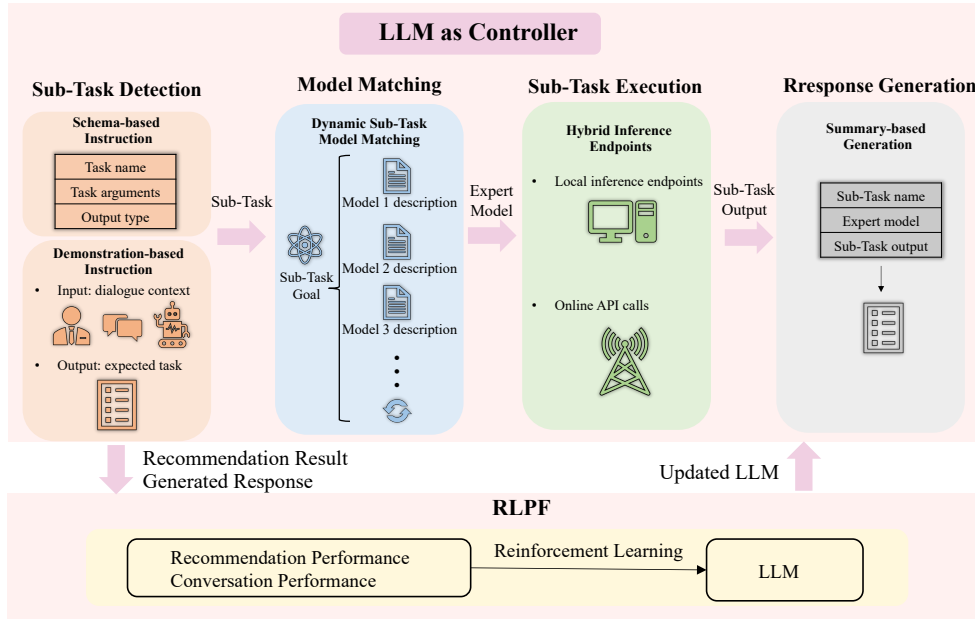 LLM as Controller
Sub-Task Detection
Schema-based
Instruction
Task name
Task arguments
Output type
Demonstration-based
Instruction
• Input: dialogue context
• Output: expected task
Sub-Task
Model Matching
Dynamic Sub-Task
Model Matching
Sub-Task
Goal
Model 1 description
Model 2 description
Model 3 description
Expert
Model
Sub-Task Execution
Hybrid Inference
Endpoints
• Local inference endpoints
• Online API calls
Sub-Task
Output
Rresponse Generation
Summary-based
Generation
Sub-Task name
Expert model
Sub-Task output
Recommendation Result
Generated Response
Updated LLM
RLPF
Recommendation Performance
Conversation Performance
Reinforcement Learning
LLM